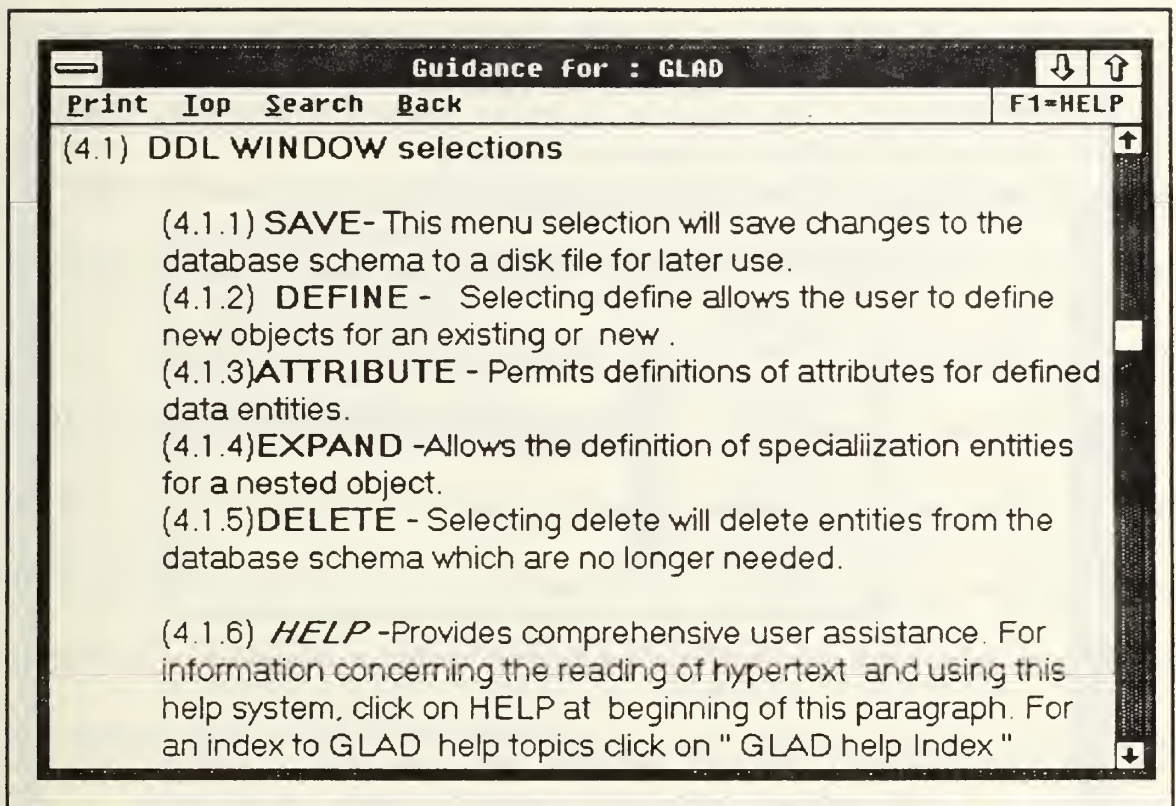 Guidance for : GLAD
Print Top Search Back F1=HELP
(4.1) DDL WINDOW selections
(4.1.1) SAVE- This menu selection will save changes to the
database schema to a disk file for later use.
(4.1.2) DEFINE - Selecting define allows the user to define
new objects for an existing or new .
(4.1.3)ATTRIBUTE - Permits definitions of attributes for defined
data entities.
(4.1.4)EXPAND -Allows the definition of specialiization entities
for a nested object.
(4.1.5)DELETE - Selecting delete will delete entities from the
database schema which are no longer needed.
(4.1.6) HELP -Provides comprehensive user assistance. For
information concerning the reading of hypertext and using this
help system, click on HELP at beginning of this paragraph. For
an index to GLAD help topics click on " GLAD help Index "